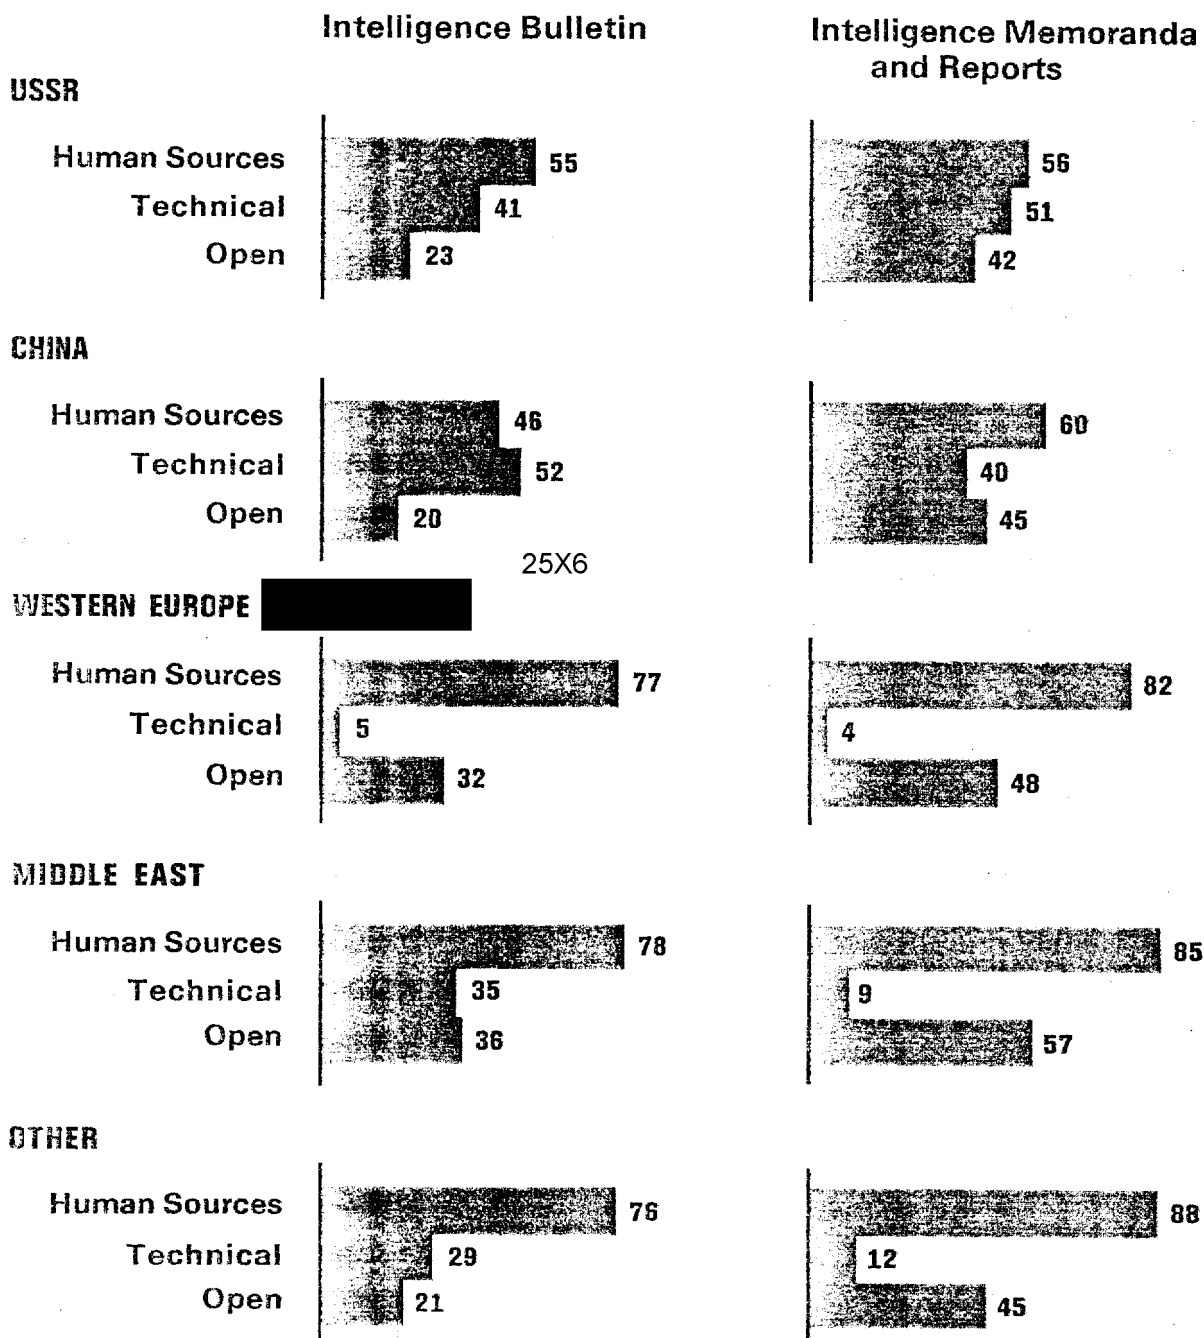 Intelligence Bulletin
Intelligence Memoranda
and Reports
USSR
Human Sources 55 56
Technical 41 51
Open 23 42
CHINA
Human Sources 46 60
Technical 52 40
Open 20 45
25X6
WESTERN EUROPE
Human Sources 77 82
Technical 5 4
Open 32 48
MIDDLE EAST
Human Sources 78 85
Technical 35 9
Open 36 57
OTHER
Human Sources 76 88
Technical 29 12
Open 21 45